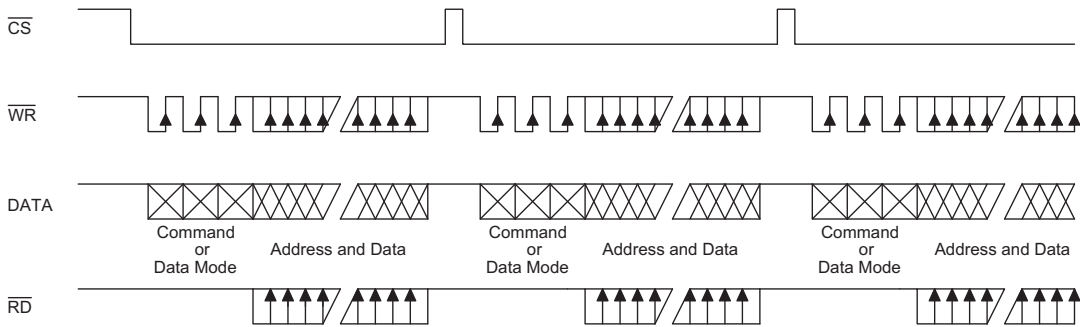 CS
WR
DATA
Command
or
Data Mode
Address and Data
Command
or
Data Mode
Address and Data
Command
or
Data Mode
Address and Data
RD